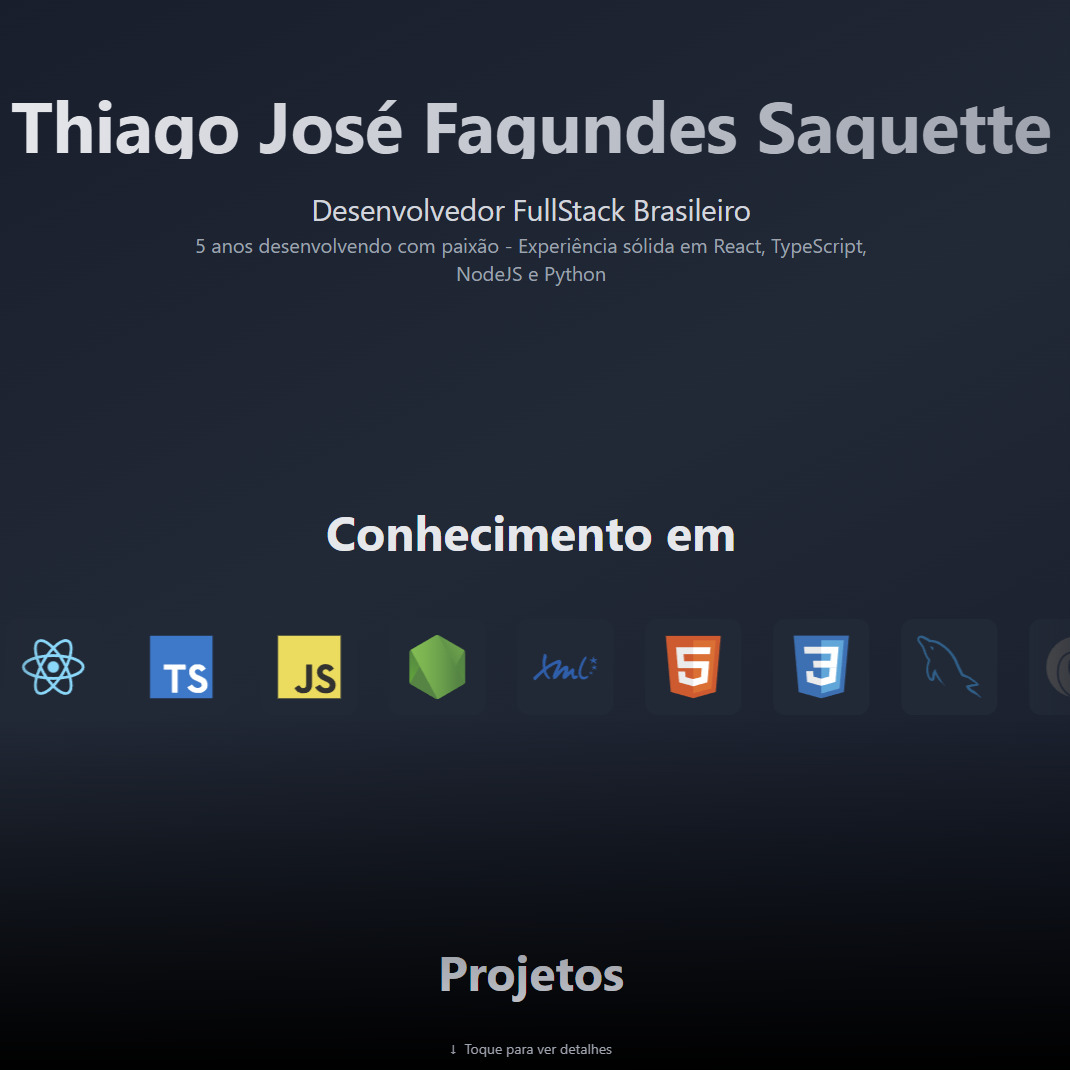 Thiago José Fagundes Saquette
Desenvolvedor FullStack Brasileiro
5 anos desenvolvendo com paixão - Experiência sólida em React, TypeScript,
NodeJS e Python
Conhecimento em
TS
JS
xml
5
3
Projetos
↓ Toque para ver detalhes